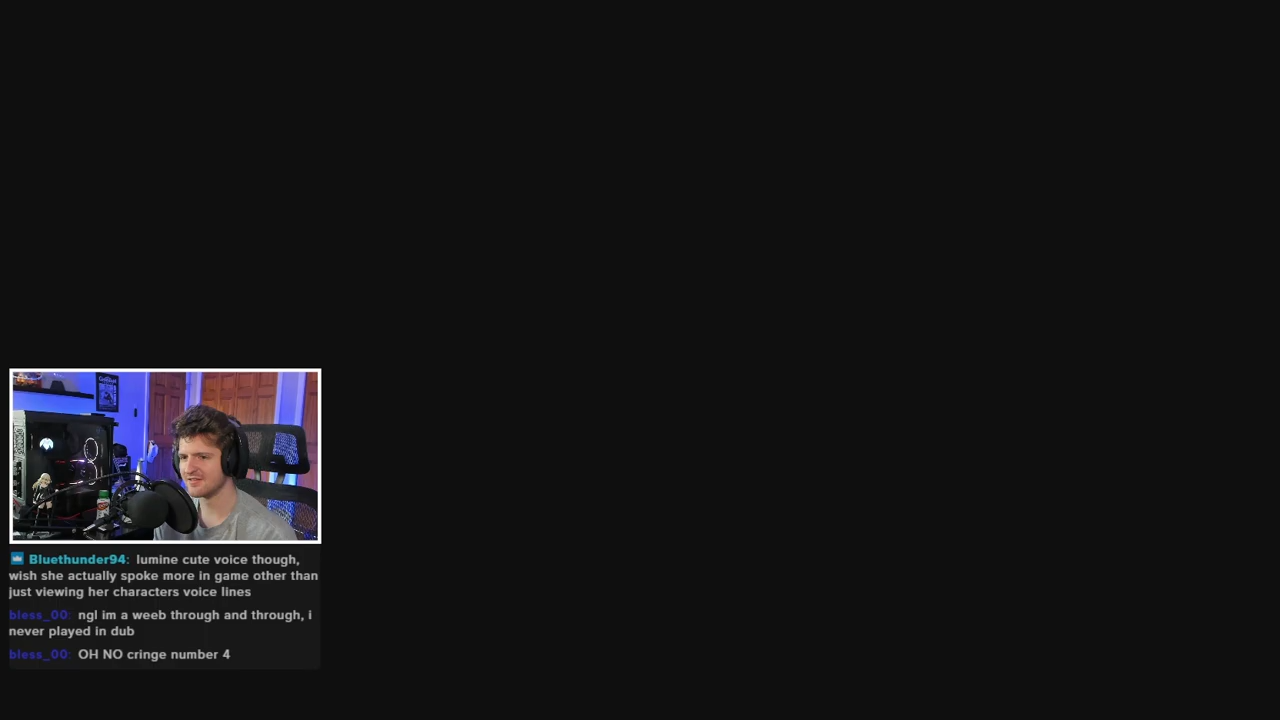 Bluethunder94: lumine cute voice though,
wish she actually spoke more in game other than
just viewing her characters voice lines
bless_00: ngl im a weeb through and through, i
never played in dub
bless_00: OH NO cringe number 4